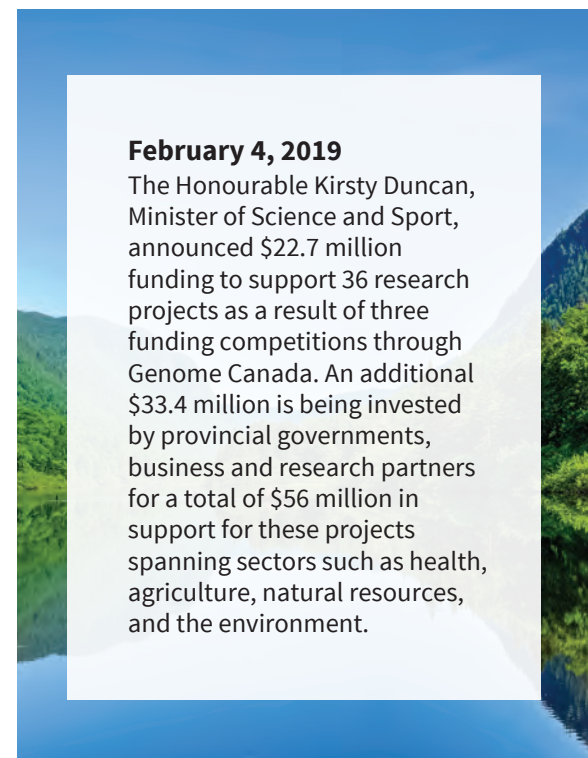 February 4, 2019
The Honourable Kirsty Duncan,
Minister of Science and Sport,
announced $22.7 million
funding to support 36 research
projects as a result of three
funding competitions through
Genome Canada. An additional
$33.4 million is being invested
by provincial governments,
business and research partners
for a total of $56 million in
support for these projects
spanning sectors such as health,
agriculture, natural resources,
and the environment.